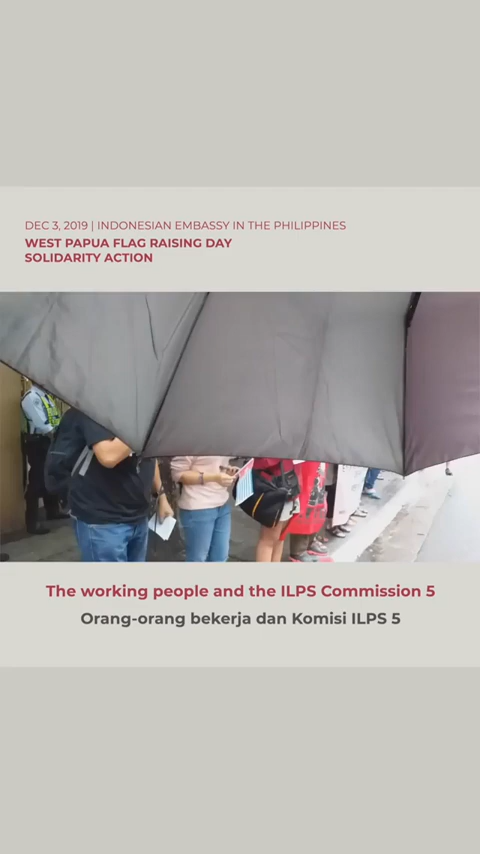 DEC 3, 2019 | INDONESIAN EMBASSY IN THE PHILIPPINES
WEST PAPUA FLAG RAISING DAY
SOLIDARITY ACTION
The working people and the ILPS Commission 5
Orang-orang bekerja dan Komisi ILPS 5